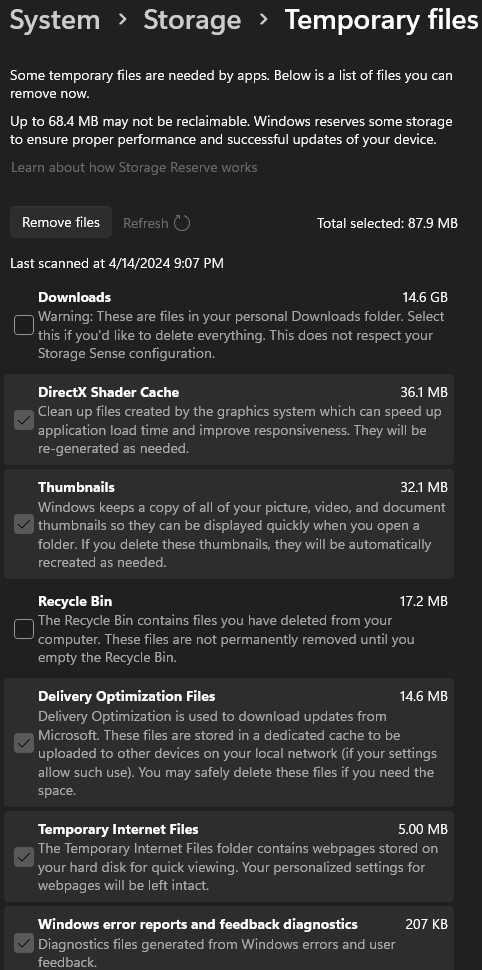 System > Storage > Temporary files
Some temporary files are needed by apps. Below is a list of files you can
remove now.
Up to 68.4 MB may not be reclaimable. Windows reserves some storage
to ensure proper performance and successful updates of your device.
Learn about how Storage Reserve works
Remove files Refresh Total selected: 87.9 MB
Last scanned at 4/14/2024 9:07 PM
Downloads 14.6 GB
Warning: These are files in your personal Downloads folder. Select
this if you'd like to delete everything. This does not respect your
Storage Sense configuration.
DirectX Shader Cache 36.1 MB
Clean up files created by the graphics system which can speed up
application load time and improve responsiveness. They will be
re-generated as needed.
Thumbnails 32.1 MB
Windows keeps a copy of all of your picture, video, and document
thumbnails so they can be displayed quickly when you open a
folder. If you delete these thumbnails, they will be automatically
recreated as needed.
Recycle Bin 17.2 MB
The Recycle Bin contains files you have deleted from your
computer. These files are not permanently removed until you
empty the Recycle Bin.
Delivery Optimization Files 14.6 MB
Delivery Optimization is used to download updates from
Microsoft. These files are stored in a dedicated cache to be
uploaded to other devices on your local network (if your settings
allow such use). You may safely delete these files if you need the
space.
Temporary Internet Files 5.00 MB
The Temporary Internet Files folder contains webpages stored on
your hard disk for quick viewing. Your personalized settings for
webpages will be left intact.
Windows error reports and feedback diagnostics 207 KB
Diagnostics files generated from Windows errors and user
feedback.